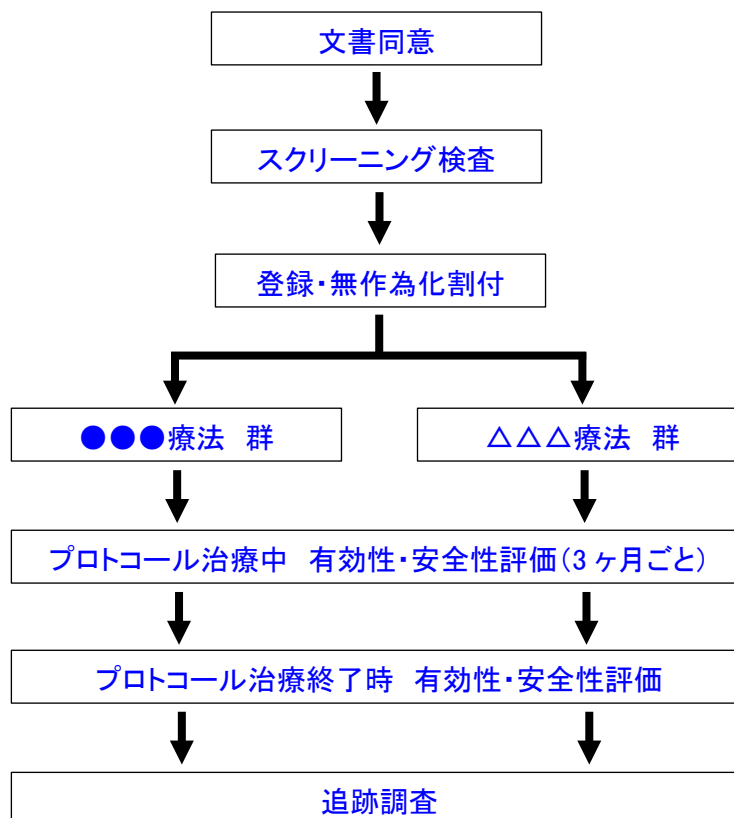 文書同意
スクリーニング検査
登録・無作為化割付
●●●療法 群
△△△療法 群
プロトコール治療中 有効性・安全性評価(3ヶ月ごと)
プロトコール治療終了時 有効性・安全性評価
追跡調査